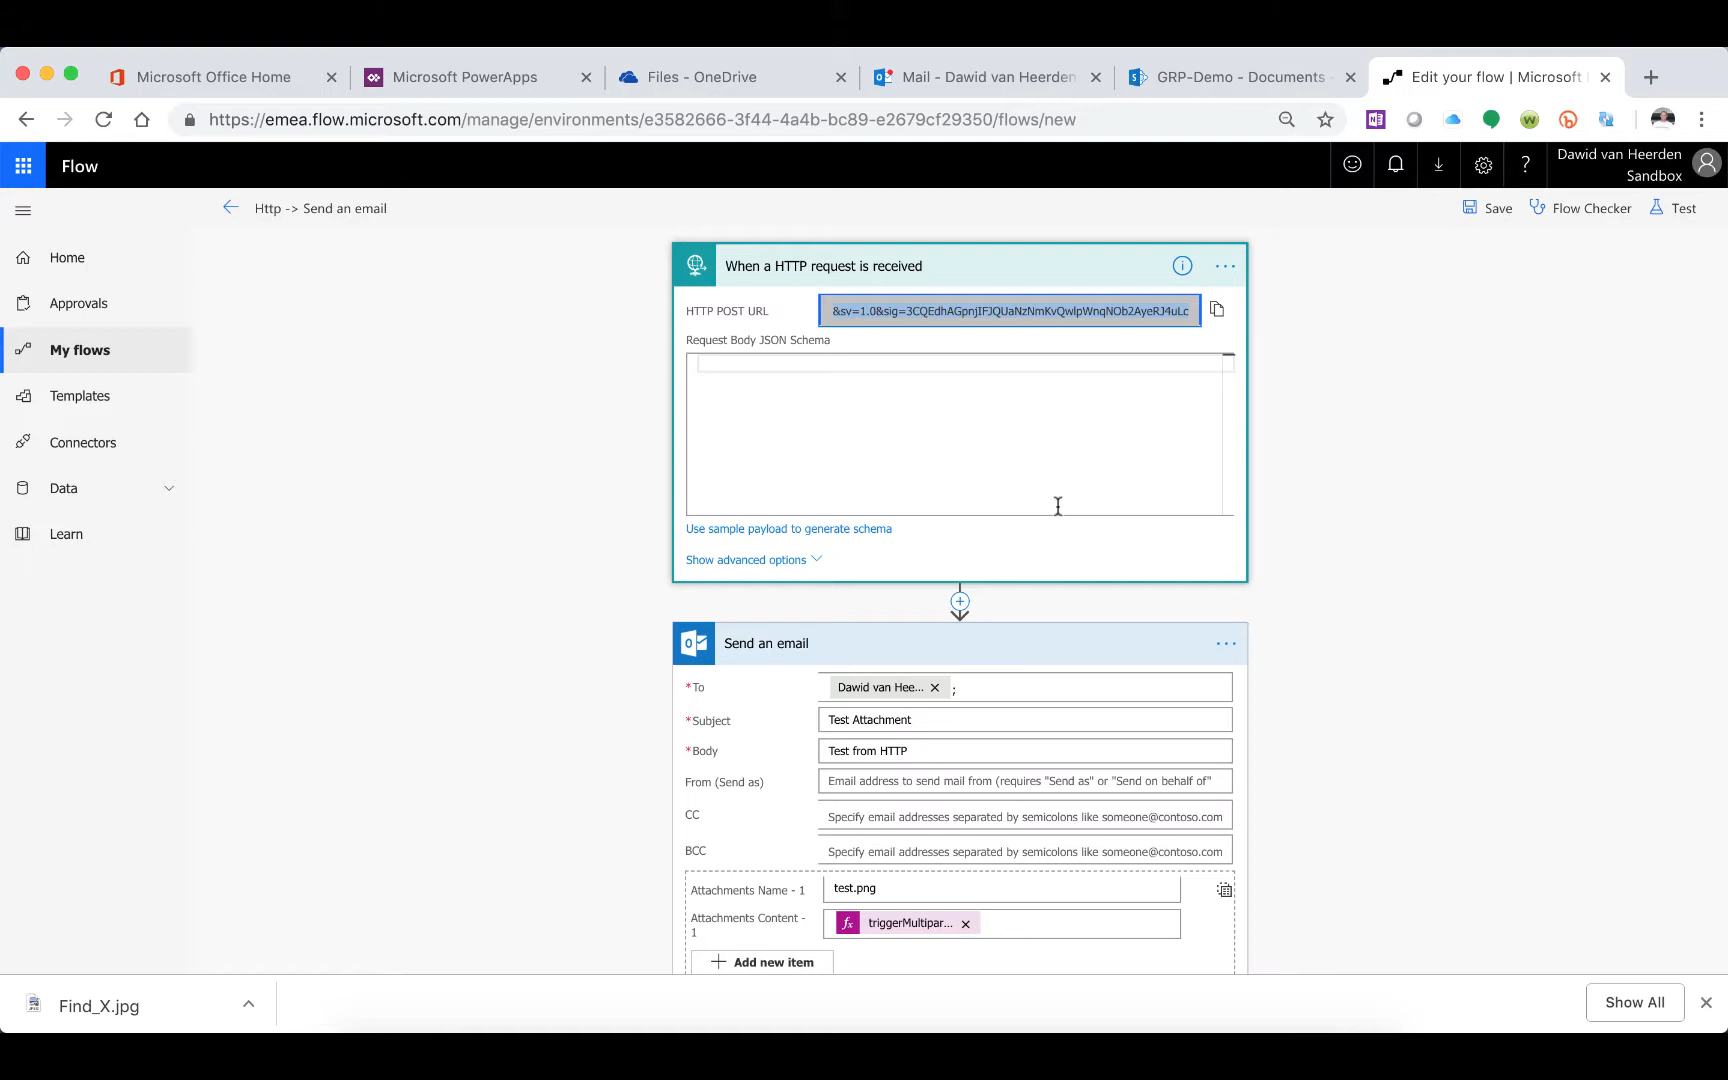 Microsoft Office Home
Microsoft PowerApps
Files - OneDrive
Mail - Dawid van Heerden
GRP-Demo - Documents -
Edit your flow | Microsoft
https://emea.flow.microsoft.com/manage/environments/e3582666-3f44-4a4b-bc89-e2679cf29350/flows/new
Flow
Dawid van Heerden
Sandbox
Http -> Send an email
Save
Flow Checker
Test
Home
Approvals
My flows
Templates
Connectors
Data
Learn
When a HTTP request is received
HTTP POST URL
&sv=1.0&sig=3CQEdhAGpnjIFJQUaNzNmKvQwlpWnqNOb2AyeRJ4uLc
Request Body JSON Schema
Use sample payload to generate schema
Show advanced options
Send an email
*To
Dawid van Hee... ;
*Subject
Test Attachment
*Body
Test from HTTP
From (Send as)
Email address to send mail from (requires "Send as" or "Send on behalf of"
CC
Specify email addresses separated by semicolons like someone@contoso.com
BCC
Specify email addresses separated by semicolons like someone@contoso.com
Attachments Name - 1
test.png
Attachments Content -
1
fx triggerMultipar...
Add new item
Find_X.jpg
Show All